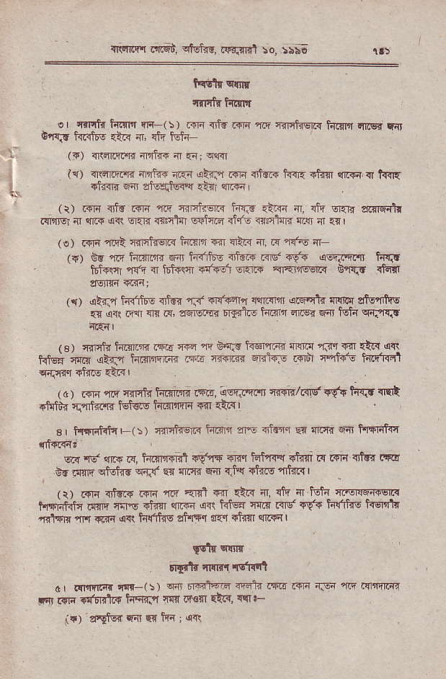 বাংলাদেশ গেজেট, অতিরিক্ত, ফেব্রুয়ারী ১০, ১৯৯৩ ৭৪১
দ্বিতীয় অধ্যায়
সরাসরি নিয়োগ
৩। সরাসরি নিয়োগ দান—(১) কোন ব্যক্তি কোন পদে সরাসরিভাবে নিয়োগ লাভের জন্য
উপযুক্ত বিবেচিত হইবে না, যদি তিনি—
(ক) বাংলাদেশের নাগরিক না হন; অথবা
(খ) বাংলাদেশের নাগরিক নহেন এইরূপ কোন ব্যক্তিকে বিবাহ করিয়া থাকেন বা বিবাহ
করিবার জন্য প্রতিশ্রুতিবদ্ধ হইয়া থাকেন।
(২) কোন ব্যক্তি কোন পদে সরাসরিভাবে নিযুক্ত হইবেন না, যদি তাহার প্রয়োজনীয়
যোগ্যতা না থাকে এবং তাহার বয়ঃসীমা তফসিলে বর্ণিত বয়ঃসীমার মধ্যে না হয়।
(৩) কোন পদেই সরাসরিভাবে নিয়োগ করা যাইবে না, যে পর্যন্ত না—
(ক) উক্ত পদে নিয়োগের জন্য নির্বাচিত ব্যক্তিকে বোর্ড কর্তৃক এতদুদ্দেশ্যে নিযুক্ত
চিকিৎসা পর্ষদ বা চিকিৎসা কর্মকর্তা তাহাকে স্বাস্থ্যগতভাবে উপযুক্ত বলিয়া
প্রত্যয়ন করেন;
(খ) এইরূপ নির্বাচিত ব্যক্তির পূর্ব কার্যকলাপ যথাযোগ্য এজেন্সীর মাধ্যমে প্রতিপাদিত
হয় এবং দেখা যায় যে, প্রজাতন্ত্রের চাকুরীতে নিয়োগ লাভের জন্য তিনি অনুপযুক্ত
নহেন।
(৪) সরাসরি নিয়োগের ক্ষেত্রে সকল পদ উন্মুক্ত বিজ্ঞাপনের মাধ্যমে পূরণ করা হইবে এবং
বিভিন্ন সময়ে এইরূপ নিয়োগদানের ক্ষেত্রে সরকারের জারীকৃত কোটা সম্পর্কিত নির্দেশাবলী
অনুসরণ করিতে হইবে।
(৫) কোন পদে সরাসরি নিয়োগের ক্ষেত্রে, এতদুদ্দেশ্যে সরকার/বোর্ড কর্তৃক নিযুক্ত বাছাই
কমিটির সুপারিশের ভিত্তিতে নিয়োগদান করা হইবে।
৪। শিক্ষানবিসি।—(১) সরাসরিভাবে নিয়োগ প্রাপ্ত ব্যক্তিগণ ছয় মাসের জন্য শিক্ষানবিস
থাকিবেনঃ
তবে শর্ত থাকে যে, নিয়োগকারী কর্তৃপক্ষ কারণ লিপিবদ্ধ করিয়া যে কোন ব্যক্তির ক্ষেত্রে
উক্ত মেয়াদ অতিরিক্ত অনূর্ধ্ব ছয় মাসের জন্য বৃদ্ধি করিতে পারিবে।
(২) কোন ব্যক্তিকে কোন পদে স্থায়ী করা হইবে না, যদি না তিনি সন্তোষজনকভাবে
শিক্ষানবিসি মেয়াদ সমাপ্ত করিয়া থাকেন এবং বিভিন্ন সময়ে বোর্ড কর্তৃক নির্ধারিত বিভাগীয়
পরীক্ষায় পাশ করেন এবং নির্ধারিত প্রশিক্ষণ গ্রহণ করিয়া থাকেন।
তৃতীয় অধ্যায়
চাকুরীর সাধারণ শর্তাবলী
৫। যোগদানের সময়—(১) অন্য চাকুরীস্থলে বদলীর ক্ষেত্রে কোন নূতন পদে যোগদানের
জন্য কোন কর্মচারীকে নিম্নরূপ সময় দেওয়া হইবে, যথাঃ—
(ক) প্রস্তুতির জন্য ছয় দিন; এবং